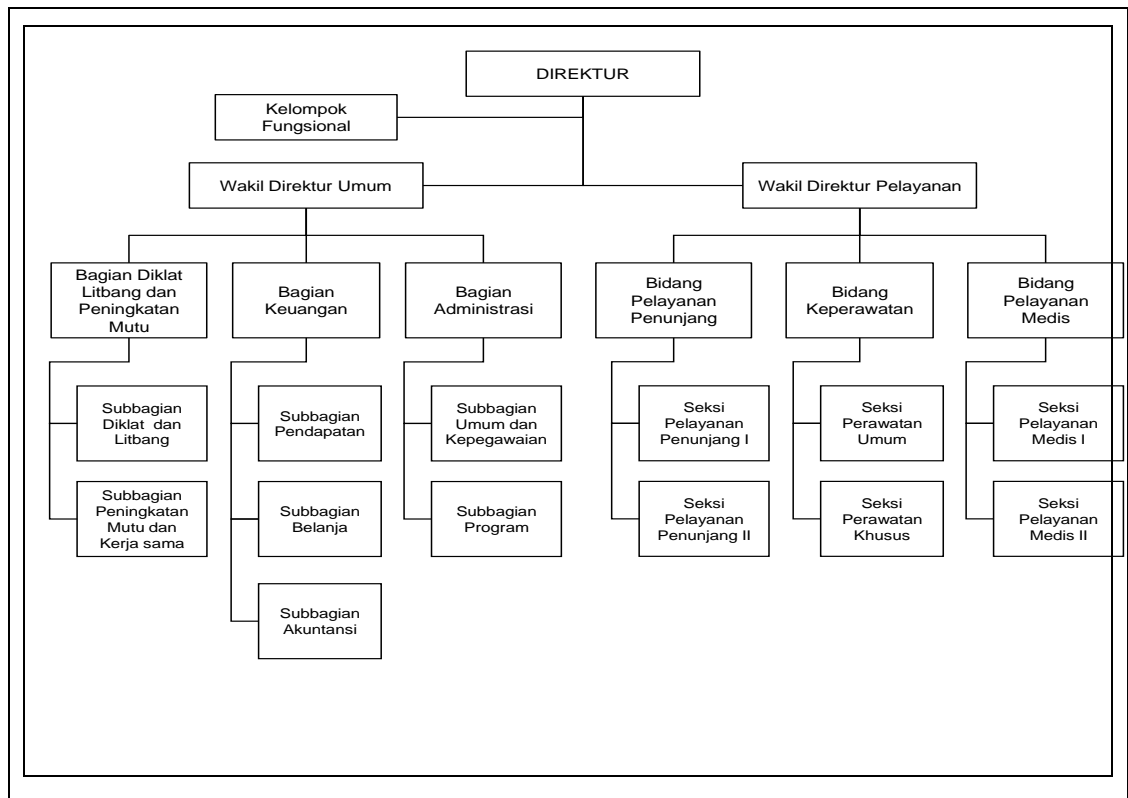 DIREKTUR
Kelompok
Fungsional
Wakil Direktur Umum
Wakil Direktur Pelayanan
Bagian Diklat
Litbang dan
Peningkatan
Mutu
Bagian
Keuangan
Bagian
Administrasi
Bidang
Pelayanan
Penunjang
Bidang
Keperawatan
Bidang
Pelayanan
Medis
Subbagian
Diklat dan
Litbang
Subbagian
Pendapatan
Subbagian
Umum dan
Kepegawaian
Seksi
Pelayanan
Penunjang I
Seksi
Perawatan
Umum
Seksi
Pelayanan
Medis I
Subbagian
Peningkatan
Mutu dan
Kerja sama
Subbagian
Belanja
Subbagian
Program
Seksi
Pelayanan
Penunjang II
Seksi
Perawatan
Khusus
Seksi
Pelayanan
Medis II
Subbagian
Akuntansi